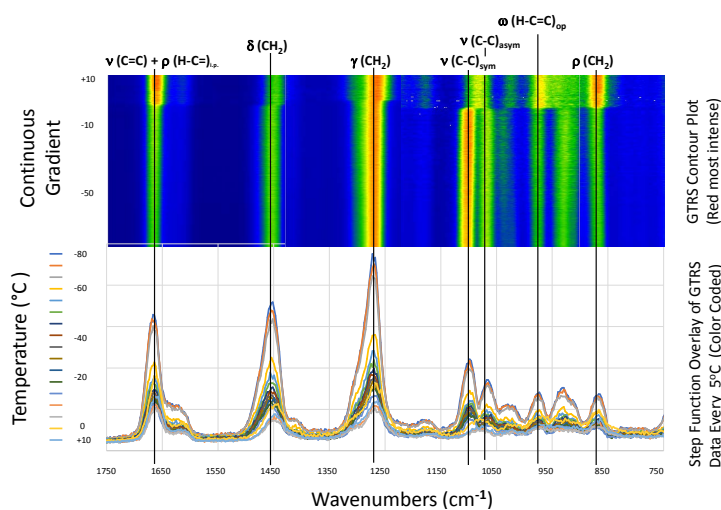 ω (H-C=C)op
ν (C-C)asym
δ (CH2)
ν (C=C) + ρ (H-C=)i.p.
γ (CH2)
ν (C-C)sym
ρ (CH2)
+10
-10
-50
Continuous
Gradient
GTRS Contour Plot
(Red most intense)
-80
-60
-40
-20
0
+10
Temperature (°C)
Step Function Overlay of GTRS
Data Every 5°C (Color Coded)
1750 1650 1550 1450 1350 1250 1150 1050 950 850 750
Wavenumbers (cm-1)